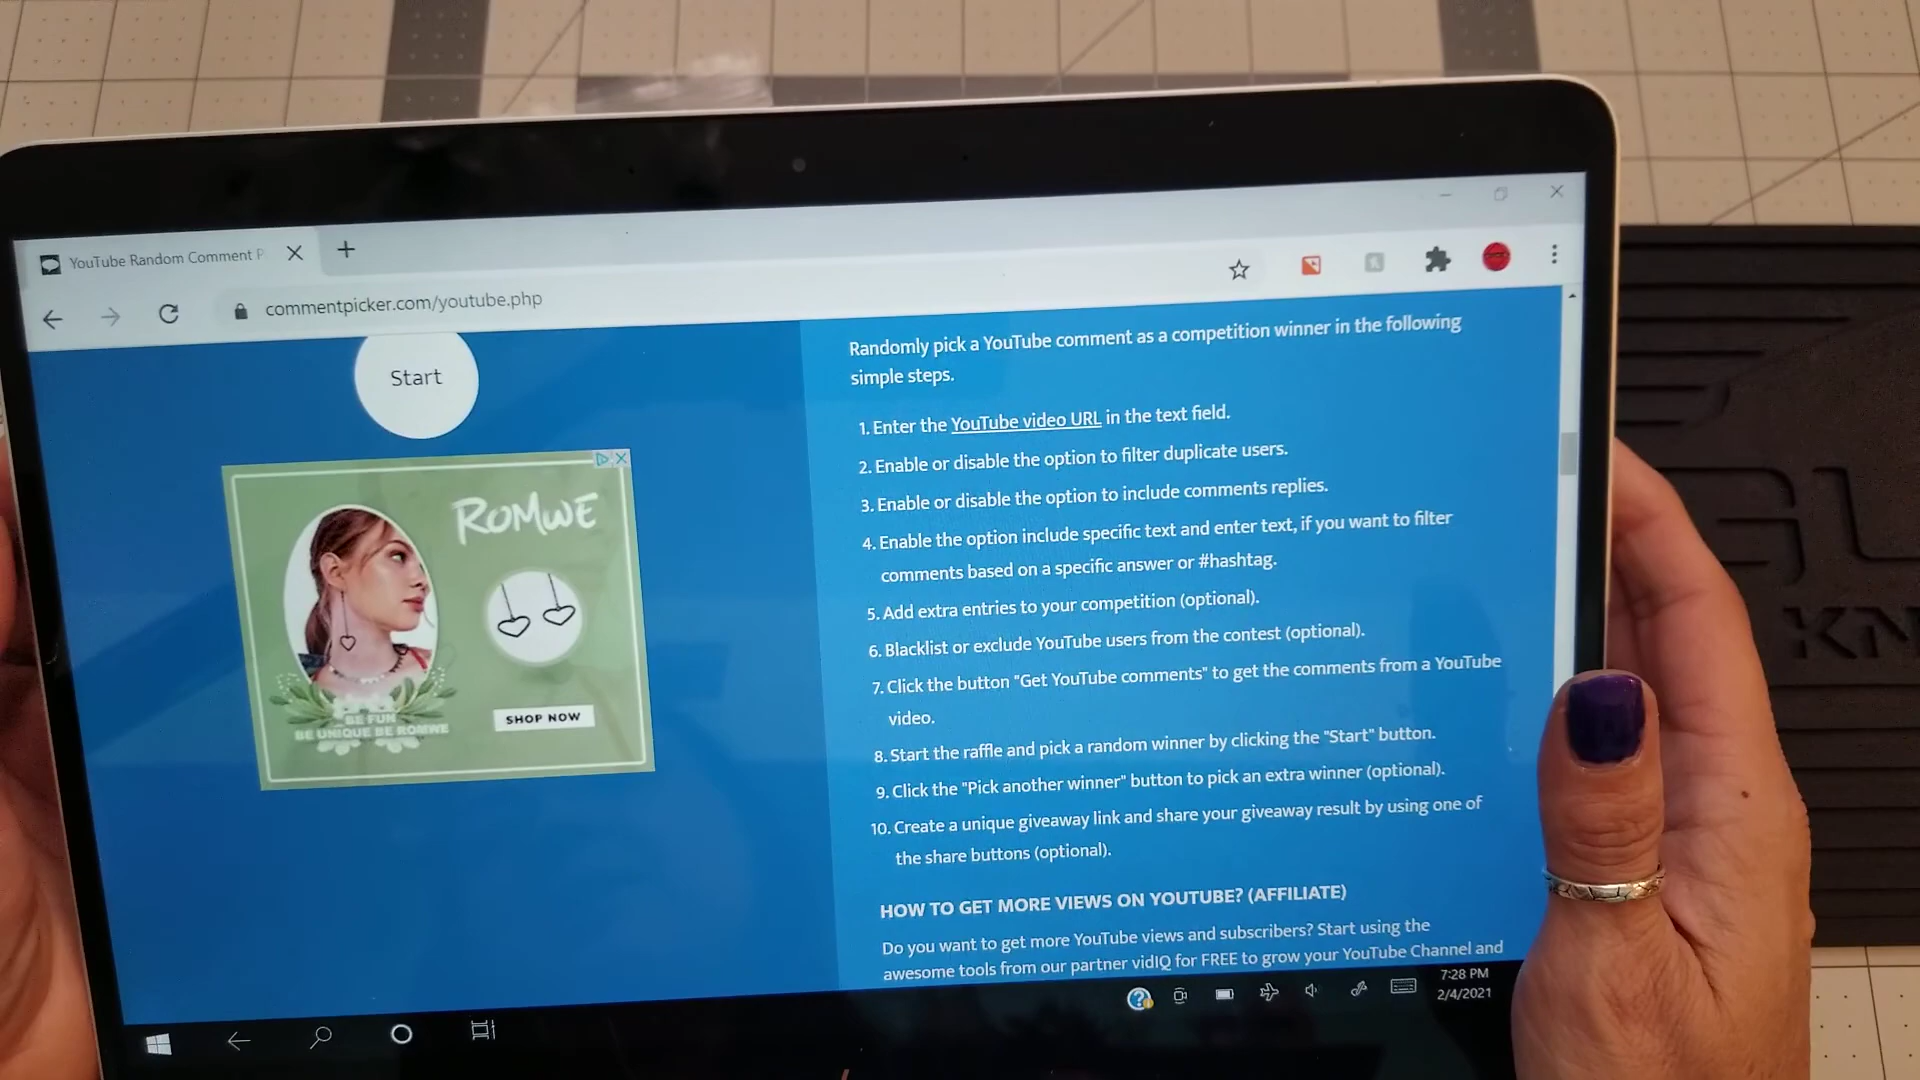 YouTube Random Comment P
commentpicker.com/youtube.php
Start
ROMWE
BE FUN
BE UNIQUE BE ROMWE
SHOP NOW
Randomly pick a YouTube comment as a competition winner in the following
simple steps.
1. Enter the YouTube video URL in the text field.
2. Enable or disable the option to filter duplicate users.
3. Enable or disable the option to include comments replies.
4. Enable the option include specific text and enter text, if you want to filter
comments based on a specific answer or #hashtag.
5. Add extra entries to your competition (optional).
6. Blacklist or exclude YouTube users from the contest (optional).
7. Click the button "Get YouTube comments" to get the comments from a YouTube
video.
8. Start the raffle and pick a random winner by clicking the "Start" button.
9. Click the "Pick another winner" button to pick an extra winner (optional).
10. Create a unique giveaway link and share your giveaway result by using one of
the share buttons (optional).
HOW TO GET MORE VIEWS ON YOUTUBE? (AFFILIATE)
Do you want to get more YouTube views and subscribers? Start using the
awesome tools from our partner vidIQ for FREE to grow your YouTube Channel and
7:28 PM
2/4/2021